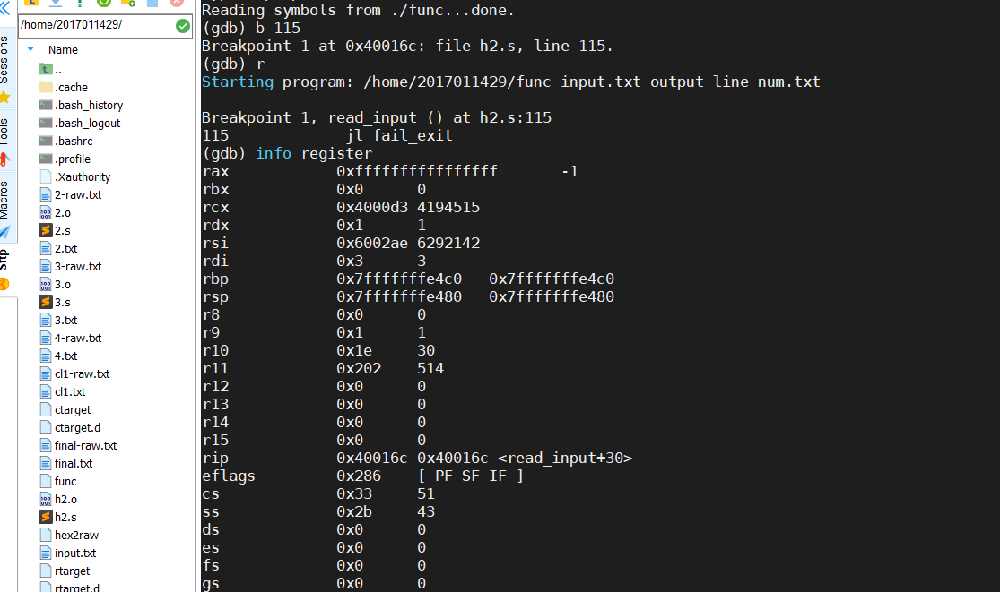 /home/2017011429/
Sessions
Tools
Macros
Sftp
Name
..
.cache
.bash_history
.bash_logout
.bashrc
.profile
.Xauthority
2-raw.txt
2.o
2.s
2.txt
3-raw.txt
3.o
3.s
3.txt
4-raw.txt
4.txt
cl1-raw.txt
cl1.txt
ctarget
ctarget.d
final-raw.txt
final.txt
func
h2.o
h2.s
hex2raw
input.txt
rtarget
rtarget.d
Reading symbols from ./func...done.
(gdb) b 115
Breakpoint 1 at 0x40016c: file h2.s, line 115.
(gdb) r
Starting program: /home/2017011429/func input.txt output_line_num.txt
Breakpoint 1, read_input () at h2.s:115
115 jl fail_exit
(gdb) info register
rax 0xffffffffffffffff -1
rbx 0x0 0
rcx 0x4000d3 4194515
rdx 0x1 1
rsi 0x6002ae 6292142
rdi 0x3 3
rbp 0x7fffffffe4c0 0x7fffffffe4c0
rsp 0x7fffffffe480 0x7fffffffe480
r8 0x0 0
r9 0x1 1
r10 0x1e 30
r11 0x202 514
r12 0x0 0
r13 0x0 0
r14 0x0 0
r15 0x0 0
rip 0x40016c 0x40016c <read_input+30>
eflags 0x286 [ PF SF IF ]
cs 0x33 51
ss 0x2b 43
ds 0x0 0
es 0x0 0
fs 0x0 0
gs 0x0 0